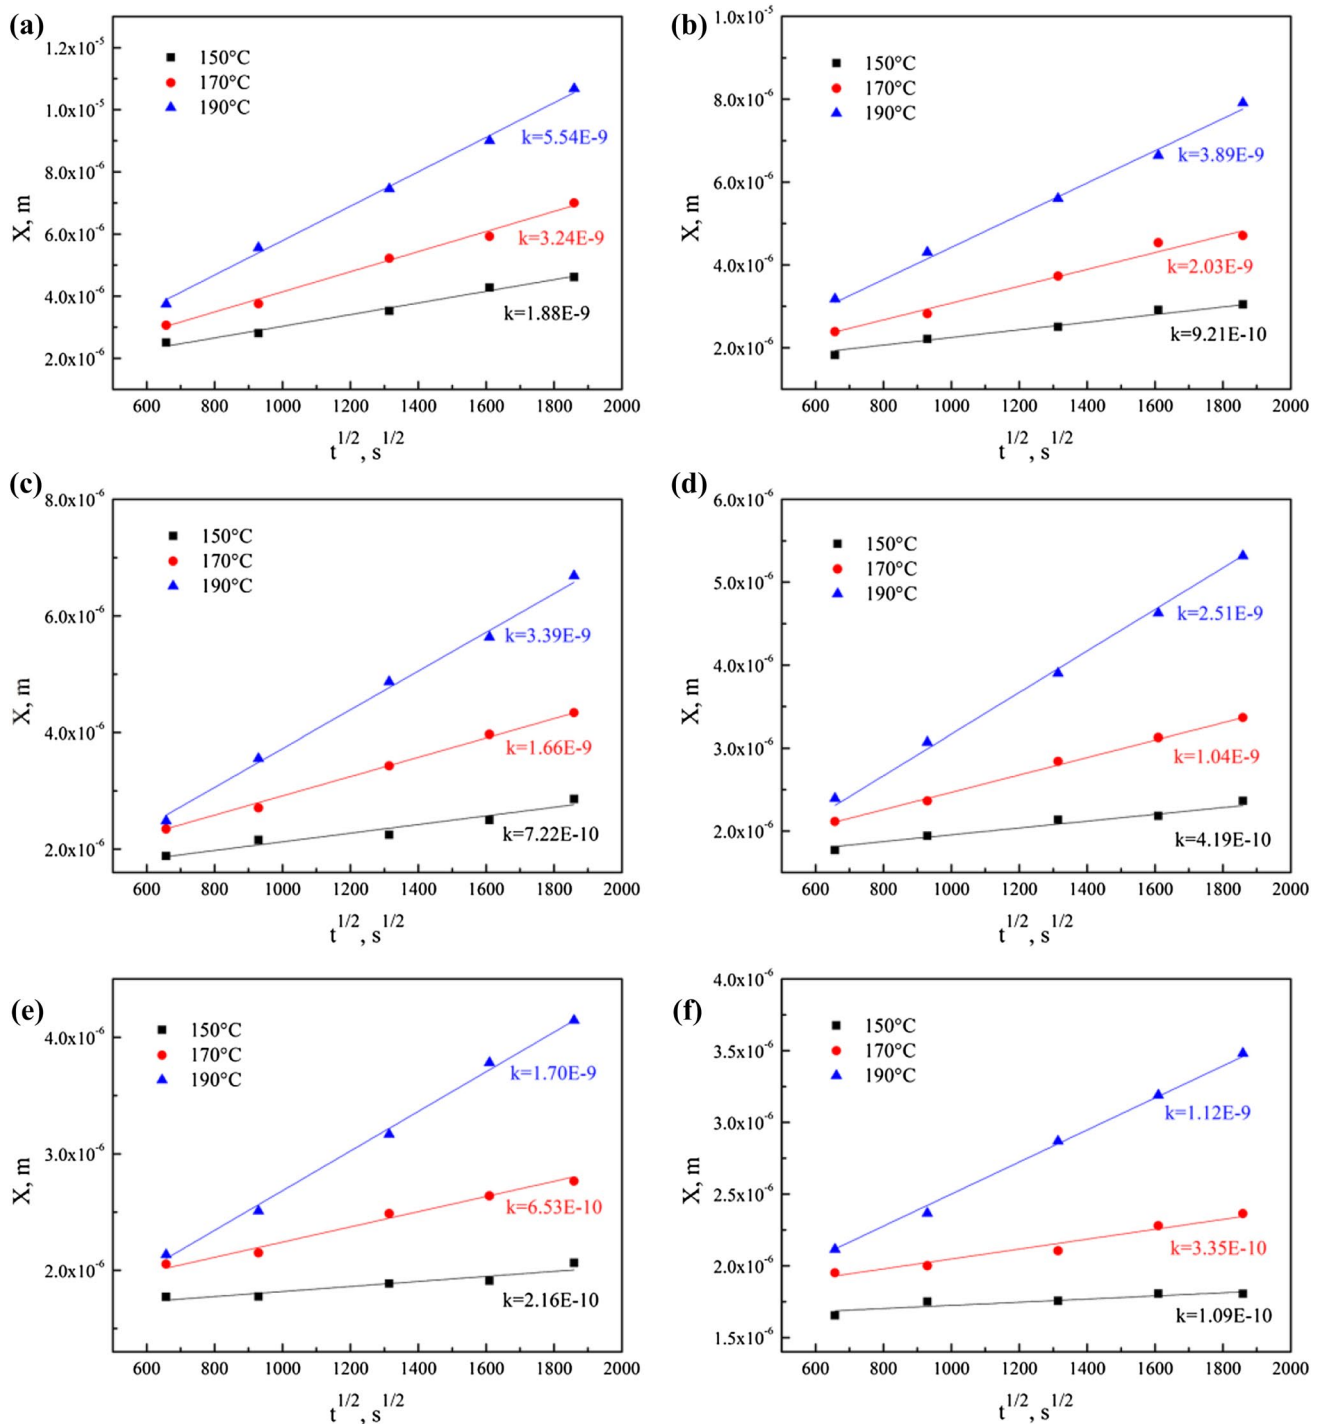 (a)
1.2x10⁻⁵
1.0x10⁻⁵
8.0x10⁻⁶
6.0x10⁻⁶
4.0x10⁻⁶
2.0x10⁻⁶
X, m
150°C
170°C
190°C
k=5.54E-9
k=3.24E-9
k=1.88E-9
600 800 1000 1200 1400 1600 1800 2000
t^1/2, s^1/2
(b)
1.0x10⁻⁵
8.0x10⁻⁶
6.0x10⁻⁶
4.0x10⁻⁶
2.0x10⁻⁶
X, m
150°C
170°C
190°C
k=3.89E-9
k=2.03E-9
k=9.21E-10
600 800 1000 1200 1400 1600 1800 2000
t^1/2, s^1/2
(c)
8.0x10⁻⁶
6.0x10⁻⁶
4.0x10⁻⁶
2.0x10⁻⁶
X, m
150°C
170°C
190°C
k=3.39E-9
k=1.66E-9
k=7.22E-10
600 800 1000 1200 1400 1600 1800 2000
t^1/2, s^1/2
(d)
6.0x10⁻⁶
5.0x10⁻⁶
4.0x10⁻⁶
3.0x10⁻⁶
2.0x10⁻⁶
X, m
150°C
170°C
190°C
k=2.51E-9
k=1.04E-9
k=4.19E-10
600 800 1000 1200 1400 1600 1800 2000
t^1/2, s^1/2
(e)
4.0x10⁻⁶
3.0x10⁻⁶
2.0x10⁻⁶
X, m
150°C
170°C
190°C
k=1.70E-9
k=6.53E-10
k=2.16E-10
600 800 1000 1200 1400 1600 1800 2000
t^1/2, s^1/2
(f)
4.0x10⁻⁶
3.5x10⁻⁶
3.0x10⁻⁶
2.5x10⁻⁶
2.0x10⁻⁶
1.5x10⁻⁶
X, m
150°C
170°C
190°C
k=1.12E-9
k=3.35E-10
k=1.09E-10
600 800 1000 1200 1400 1600 1800 2000
t^1/2, s^1/2